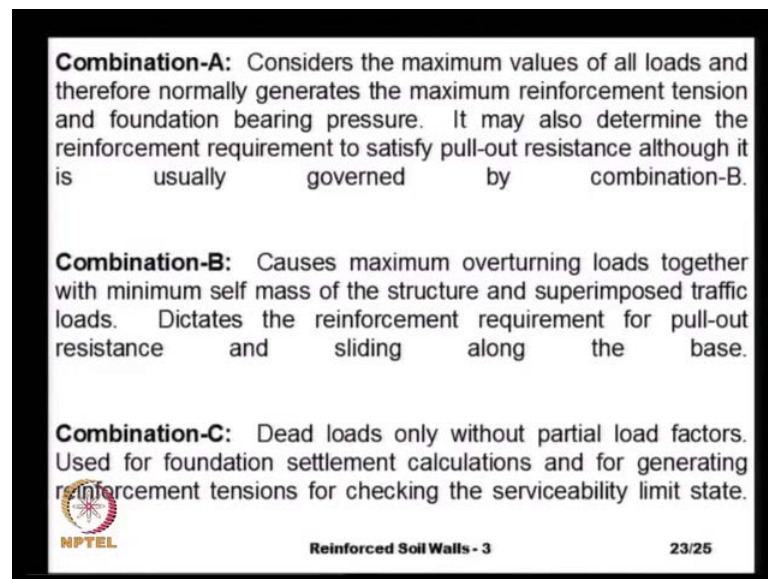 Combination-A: Considers the maximum values of all loads and
therefore normally generates the maximum reinforcement tension
and foundation bearing pressure. It may also determine the
reinforcement requirement to satisfy pull-out resistance although it
is usually governed by combination-B.
Combination-B: Causes maximum overturning loads together
with minimum self mass of the structure and superimposed traffic
loads. Dictates the reinforcement requirement for pull-out
resistance and sliding along the base.
Combination-C: Dead loads only without partial load factors.
Used for foundation settlement calculations and for generating
reinforcement tensions for checking the serviceability limit state.
NPTEL
Reinforced Soil Walls - 3
23/25